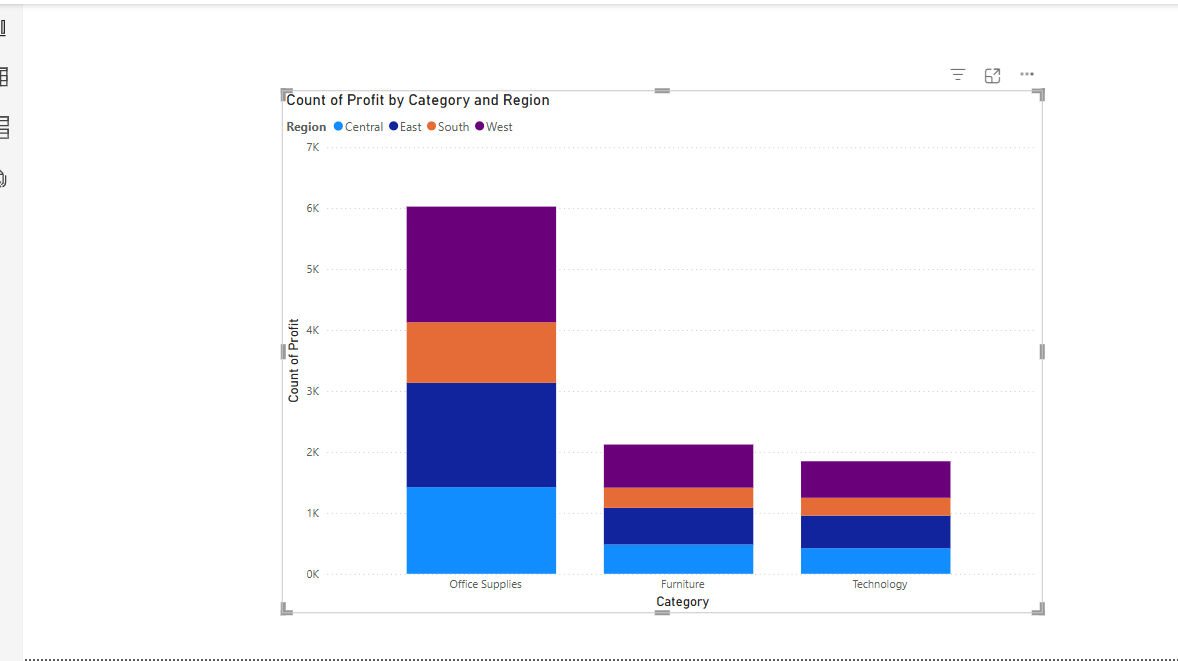 Count of Profit by Category and Region
Region Central East South West
7K
6K
5K
4K
3K
2K
1K
0K
Count of Profit
Office Supplies Furniture Technology
Category